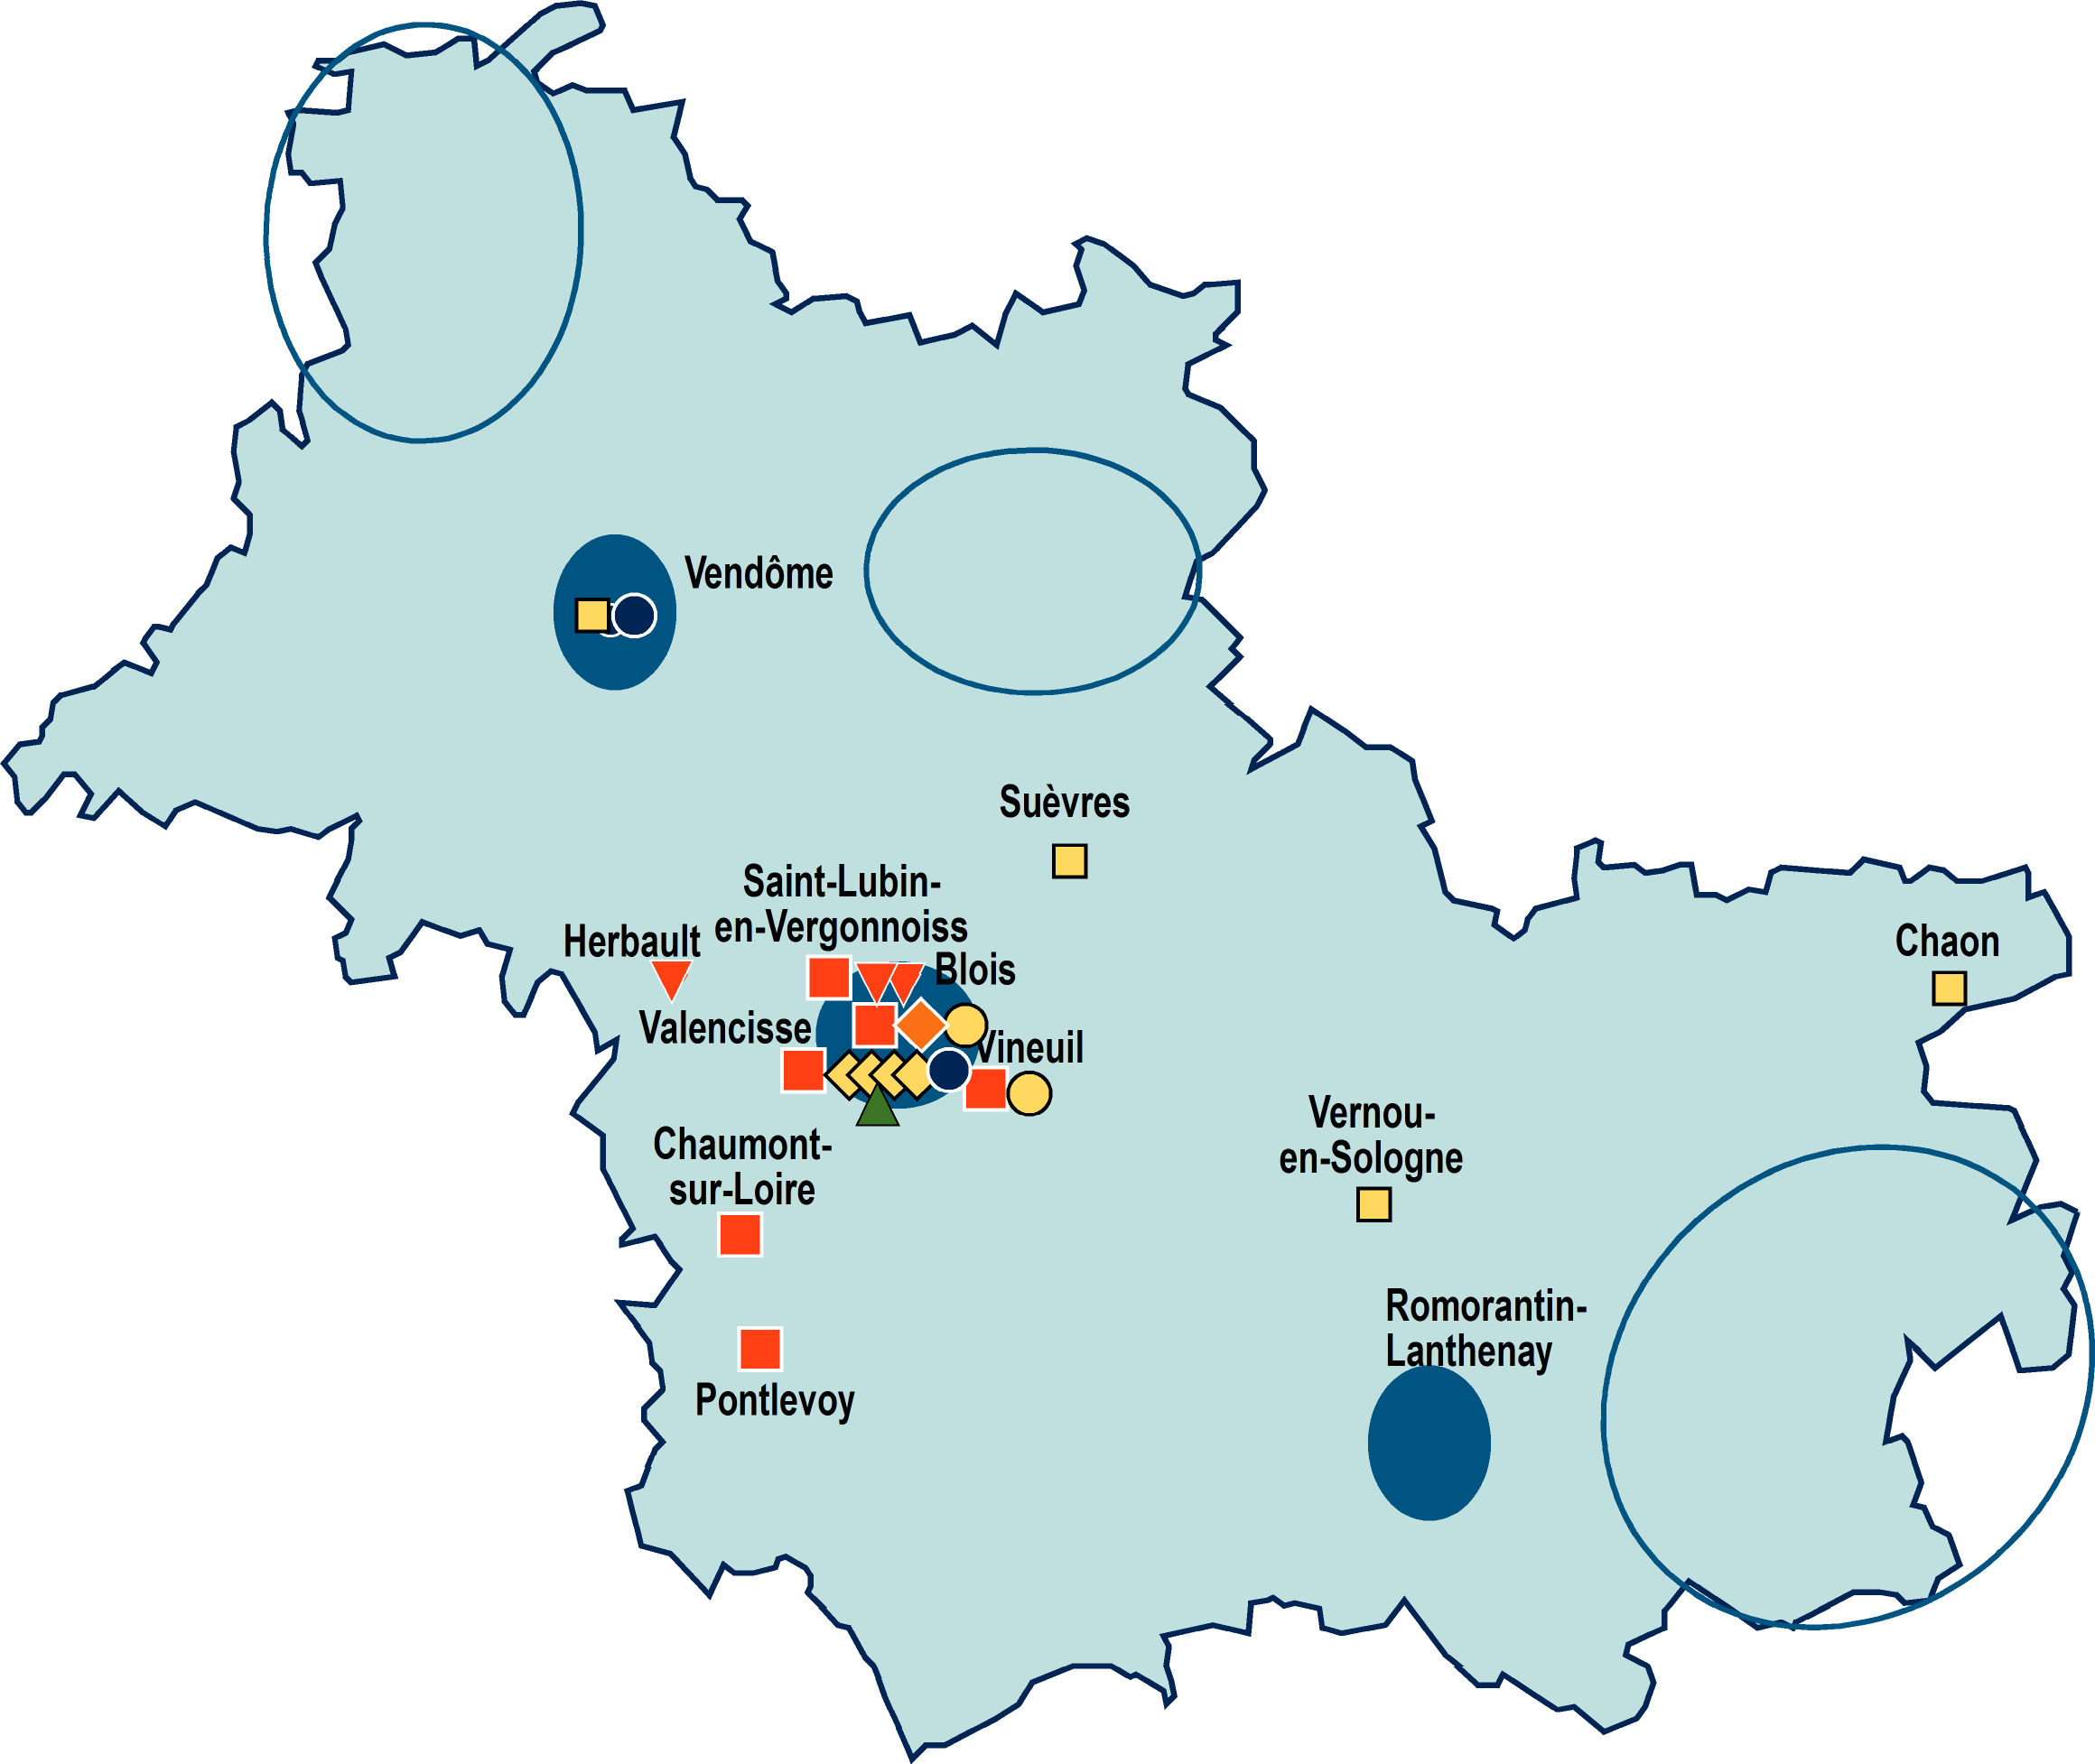 Vendôme
Suèvres
Saint-Lubin-
en-Vergonnoiss
Herbault
Blois
Chaon
Valencisse
Vineuil
Vernou-
en-Sologne
Chaumont-
sur-Loire
Romorantin-
Lanthenay
Pontlevoy